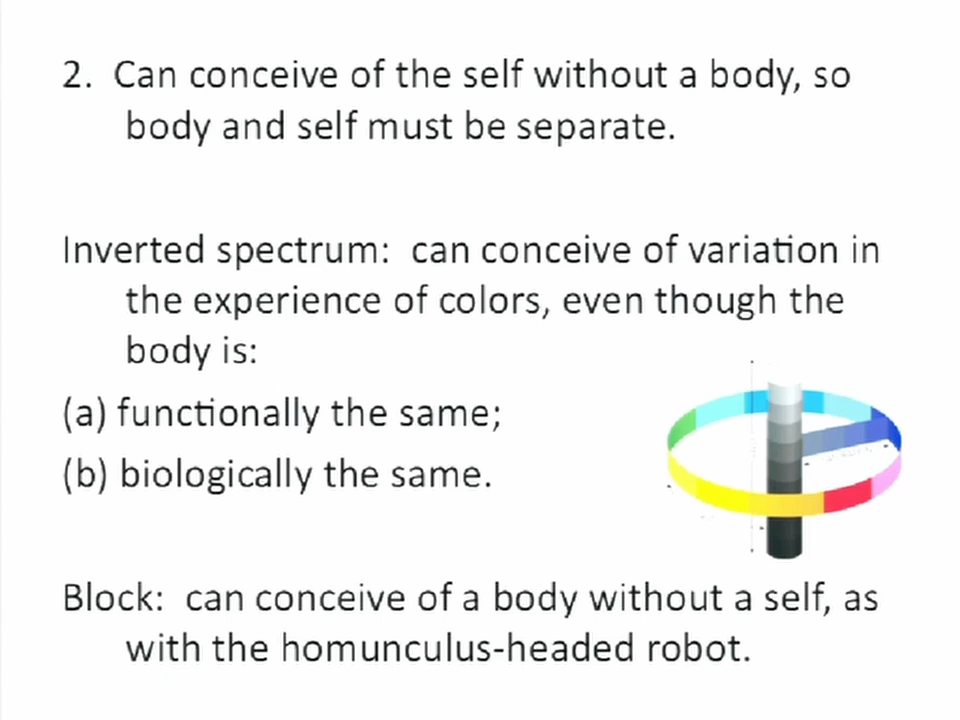 2. Can conceive of the self without a body, so
body and self must be separate.
Inverted spectrum: can conceive of variation in
the experience of colors, even though the
body is:
(a) functionally the same;
(b) biologically the same.
Block: can conceive of a body without a self, as
with the homunculus-headed robot.